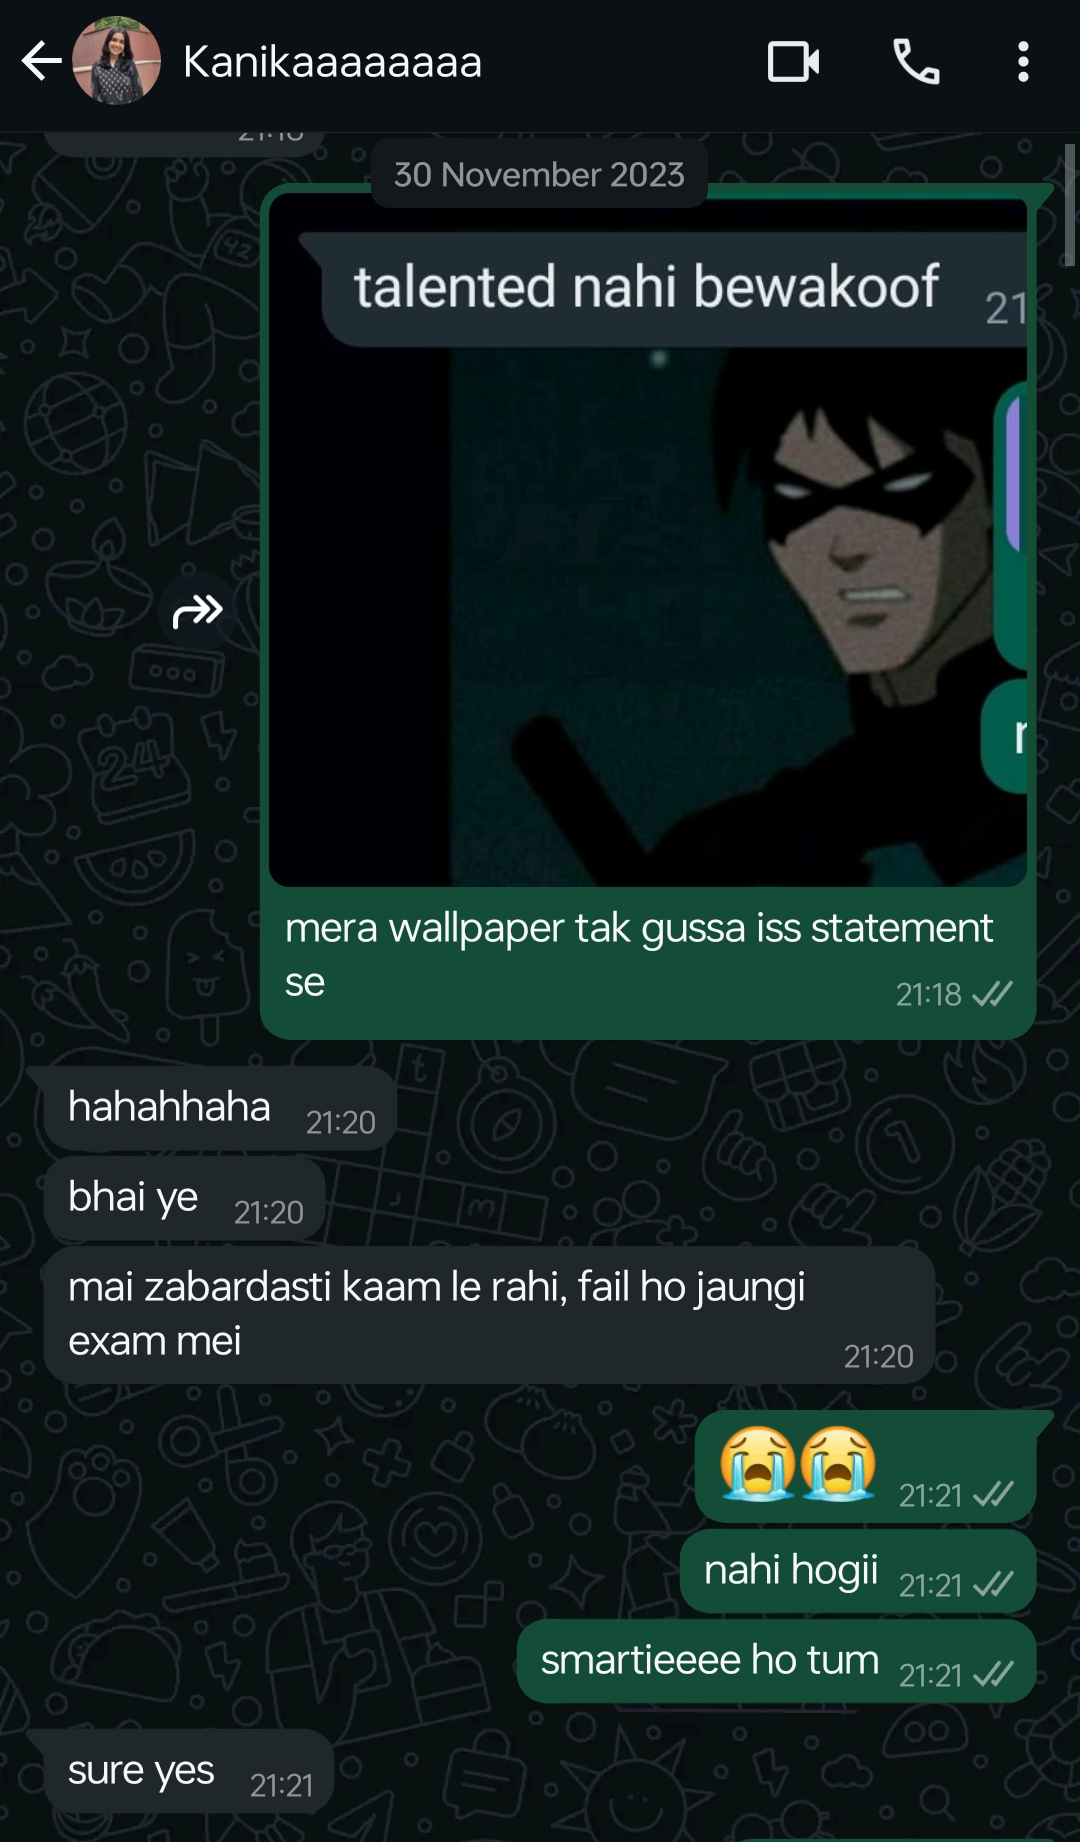 Kanikaaaaaaaaa
21:18
30 November 2023
talented nahi bewakoof
21
r
mera wallpaper tak gussa iss statement
se
21:18
hahahhaha 21:20
bhai ye 21:20
mai zabardasti kaam le rahi, fail ho jaungi
exam mei
21:20
😭😭 21:21
nahi hogii 21:21
smartieeee ho tum 21:21
sure yes 21:21